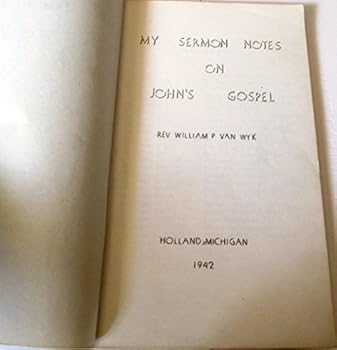 MY SERMON NOTES
ON
JOHN'S GOSPEL
REV WILLIAM P. VAN WYK
HOLLAND, MICHIGAN
1942